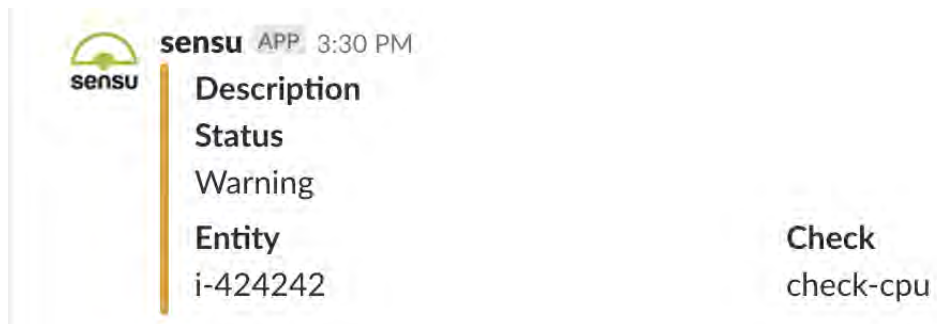 sensu APP 3:30 PM
sensu
Description
Status
Warning
Entity Check
i-424242 check-cpu